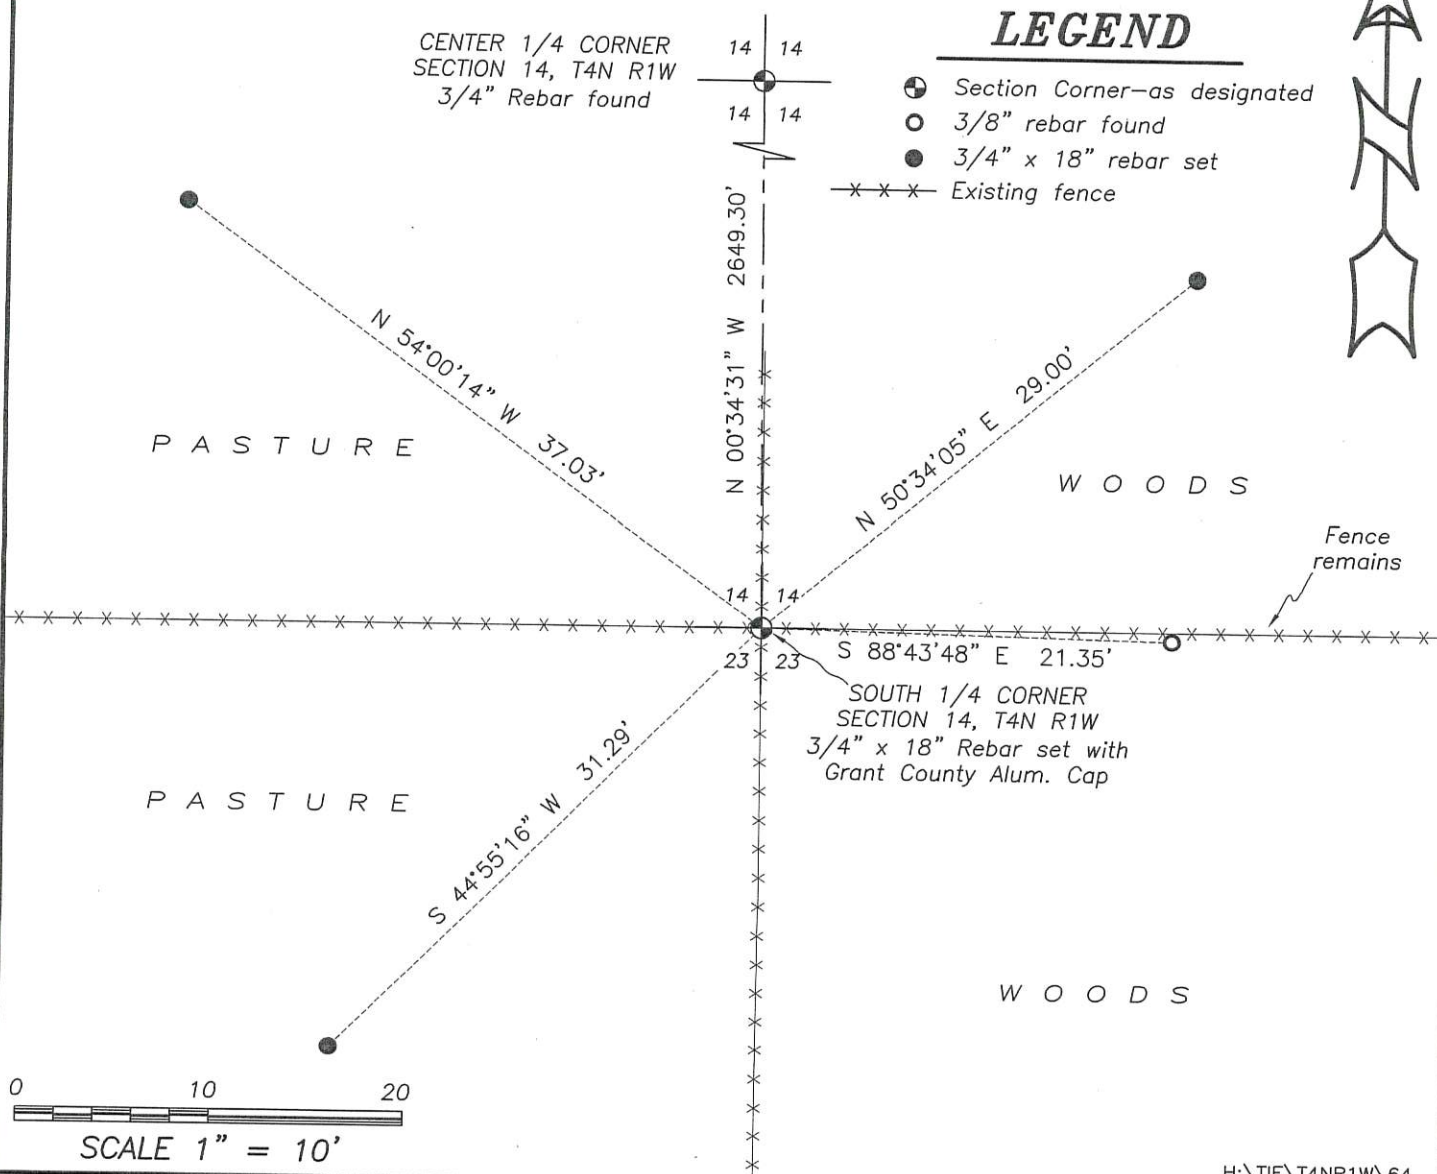 CENTER 1/4 CORNER
SECTION 14, T4N R1W
3/4" Rebar found
14 14
14 14
LEGEND
Section Corner-as designated
3/8" rebar found
3/4" x 18" rebar set
Existing fence
N
N 00°34'31" W 2649.30'
N 54°00'14" W 37.03'
N 50°34'05" E 29.00'
PASTURE
WOODS
Fence
remains
14 14
23 23
S 88°43'48" E 21.35'
SOUTH 1/4 CORNER
SECTION 14, T4N R1W
3/4" x 18" Rebar set with
Grant County Alum. Cap
S 44°55'16" W 31.29'
PASTURE
WOODS
0 10 20
SCALE 1" = 10'